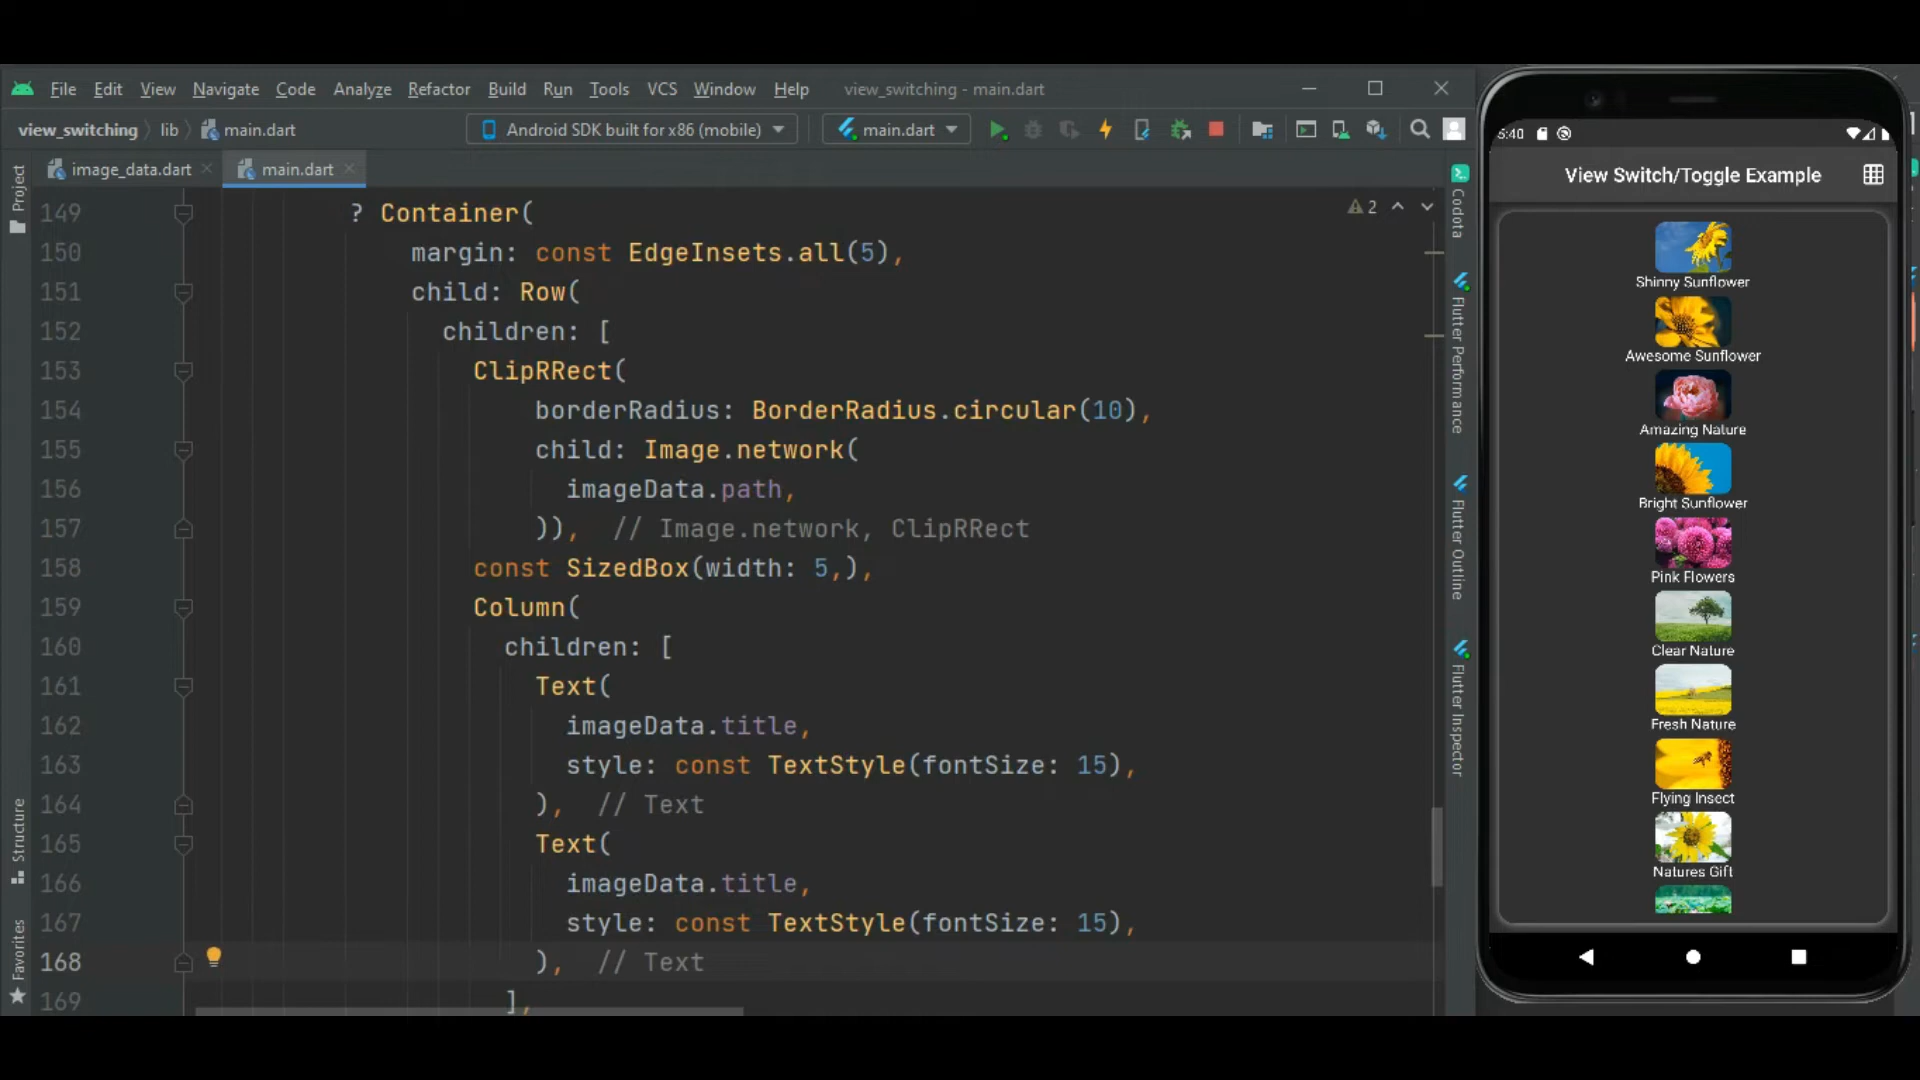 File Edit View Navigate Code Analyze Refactor Build Run Tools VCS Window Help view_switching - main.dart
view_switching lib main.dart Android SDK built for x86 (mobile) main.dart
image_data.dart main.dart
Project
Structure
Favorites
2
149 ? Container(
150 margin: const EdgeInsets.all(5),
151 child: Row(
152 children: [
153 ClipRRect(
154 borderRadius: BorderRadius.circular(10),
155 child: Image.network(
156 imageData.path,
157 )), // Image.network, ClipRRect
158 const SizedBox(width: 5,),
159 Column(
160 children: [
161 Text(
162 imageData.title,
163 style: const TextStyle(fontSize: 15),
164 ), // Text
165 Text(
166 imageData.title,
167 style: const TextStyle(fontSize: 15),
168 ), // Text
169 ],
Codota
Flutter Performance
Flutter Outline
Flutter Inspector
5:40
View Switch/Toggle Example
Shinny Sunflower
Awesome Sunflower
Amazing Nature
Bright Sunflower
Pink Flowers
Clear Nature
Fresh Nature
Flying Insect
Natures Gift